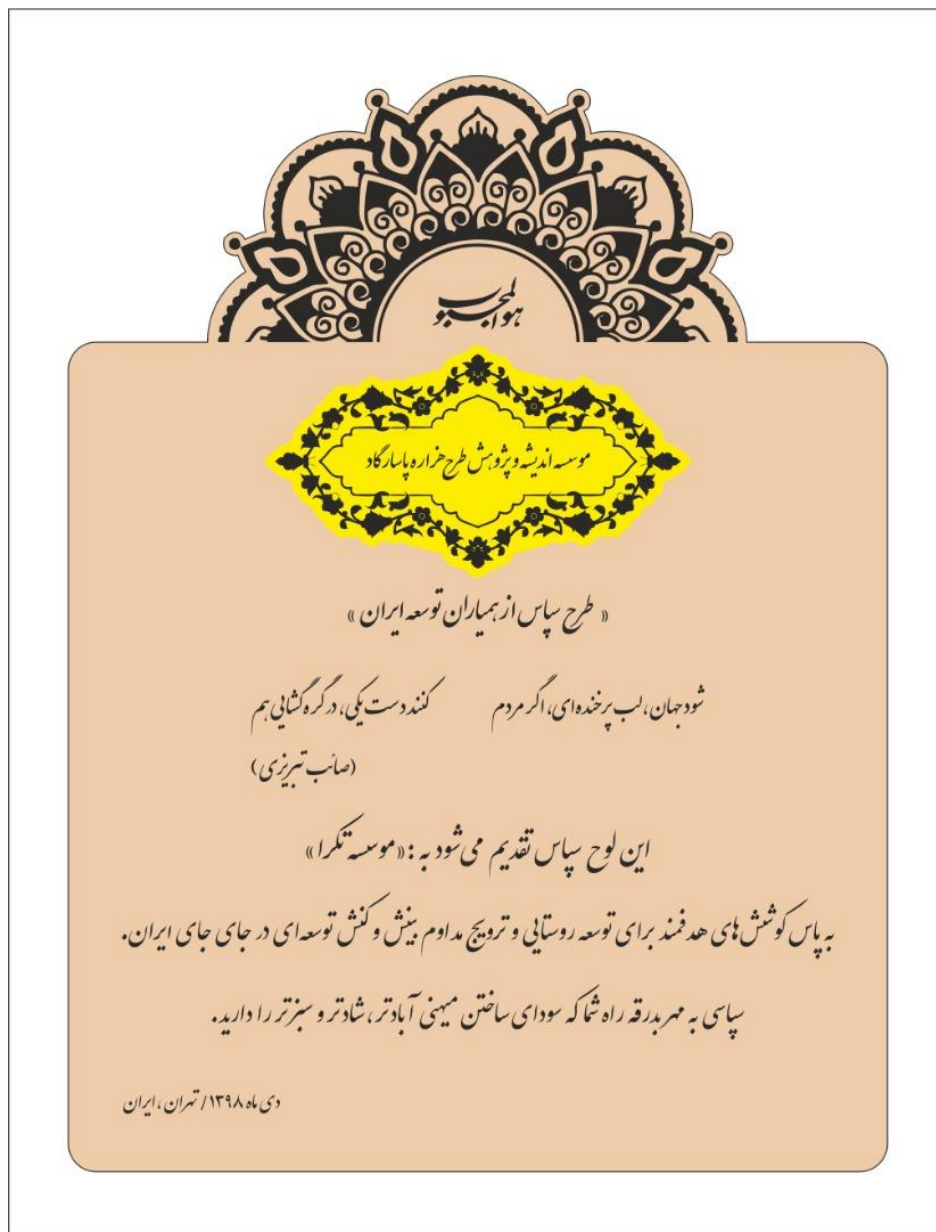 هوالمحبوب
موسسه اندیشه و پژوهش طرح هزاره پاسارگاد
« طرح سپاس از همیاران توسعه ایران »
شود جهان، لب پرخنده‌ای، اگر مردم کنند دست یکی، در گره گشایی هم
(صائب تبریزی)
این لوح سپاس تقدیم می‌شود به : «موسسه تکرا»
به پاس کوشش‌های هدفمند برای توسعه روستایی و ترویج مداوم بینش و کنش توسعه‌ای در جای جای ایران.
سپاسی به مهر بدرقه راه شما که سودای ساختن میهنی آبادتر، شادتر و سبزتر را دارید.
دی ماه ۱۳۹۸ / تهران، ایران